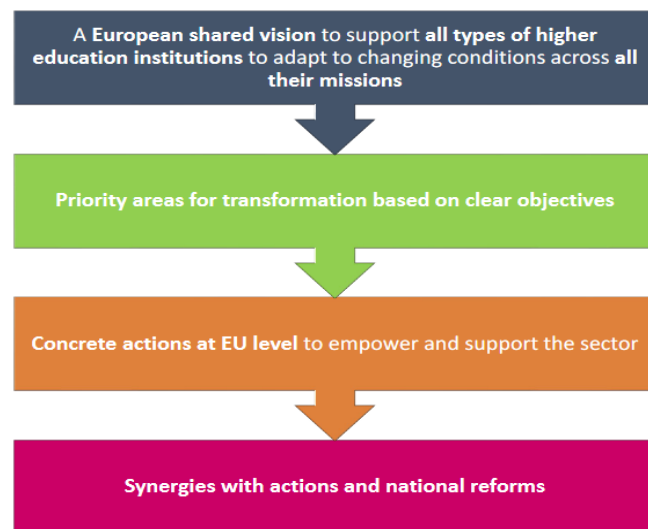 A European shared vision to support all types of higher
education institutions to adapt to changing conditions across all
their missions
Priority areas for transformation based on clear objectives
Concrete actions at EU level to empower and support the sector
Synergies with actions and national reforms